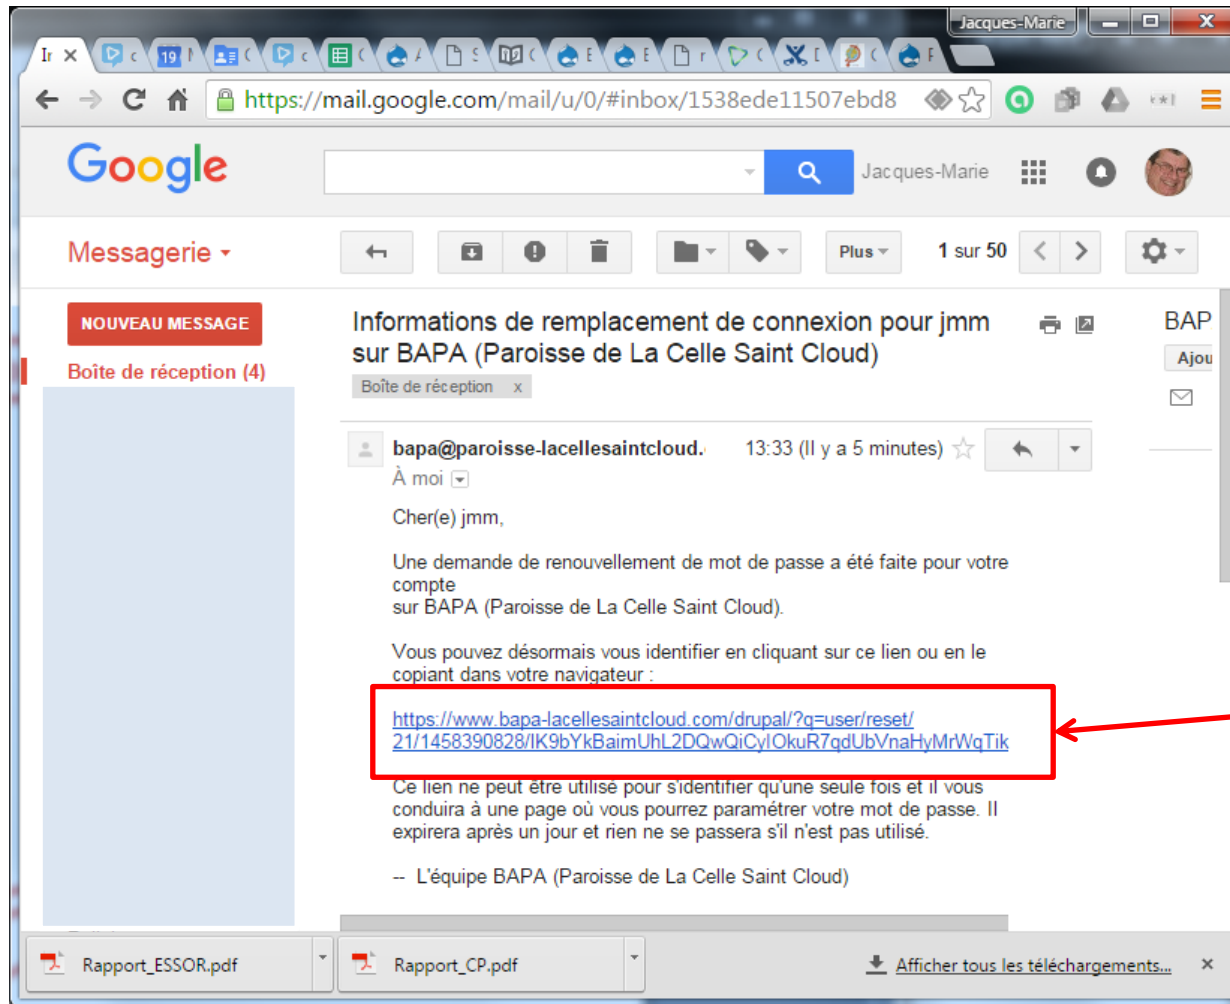 Jacques-Marie
https://mail.google.com/mail/u/0/#inbox/1538ede11507ebd8
Google
Jacques-Marie
Messagerie
Plus
1 sur 50
NOUVEAU MESSAGE
Boîte de réception (4)
Informations de remplacement de connexion pour jmm
sur BAPA (Paroisse de La Celle Saint Cloud)
Boîte de réception x
BAP
Ajou
bapa@paroisse-lacellesaintcloud. 13:33 (Il y a 5 minutes)
À moi
Cher(e) jmm,
Une demande de renouvellement de mot de passe a été faite pour votre
compte
sur BAPA (Paroisse de La Celle Saint Cloud).
Vous pouvez désormais vous identifier en cliquant sur ce lien ou en le
copiant dans votre navigateur :
https://www.bapa-lacellesaintcloud.com/drupal/?q=user/reset/
21/1458390828/IK9bYkBaimUhL2DQwQiCyIOkuR7qdUbVnaHyMrWqTik
Ce lien ne peut être utilisé pour s'identifier qu'une seule fois et il vous
conduira à une page où vous pourrez paramétrer votre mot de passe. Il
expirera après un jour et rien ne se passera s'il n'est pas utilisé.
-- L'équipe BAPA (Paroisse de La Celle Saint Cloud)
Rapport_ESSOR.pdf
Rapport_CP.pdf
Afficher tous les téléchargements...